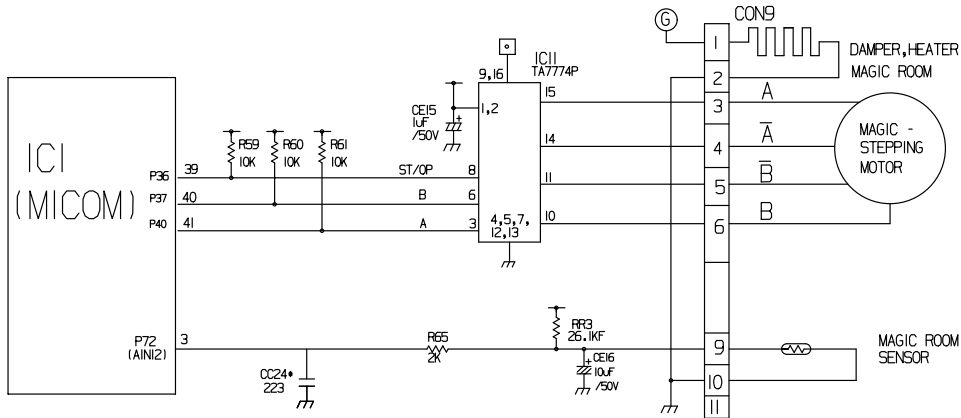 G
CON9
1
DAMPER,HEATER
MAGIC ROOM
IC11
TA7774P
9,16
2
15
3
A
CE15
1uF
/50V
1,2
MAGIC -
STEPPING
MOTOR
R59
10K
R60
10K
R61
10K
14
4
A
IC1
(MICOM)
P36
39
ST/OP
8
11
5
B
P37
40
B
6
P40
41
A
3
4,5,7,
12,13
10
6
B
P72
(AIN12)
3
R65
2K
RR3
26.1KF
9
MAGIC ROOM
SENSOR
CC24*
223
CE16
10uF
/50V
10
11